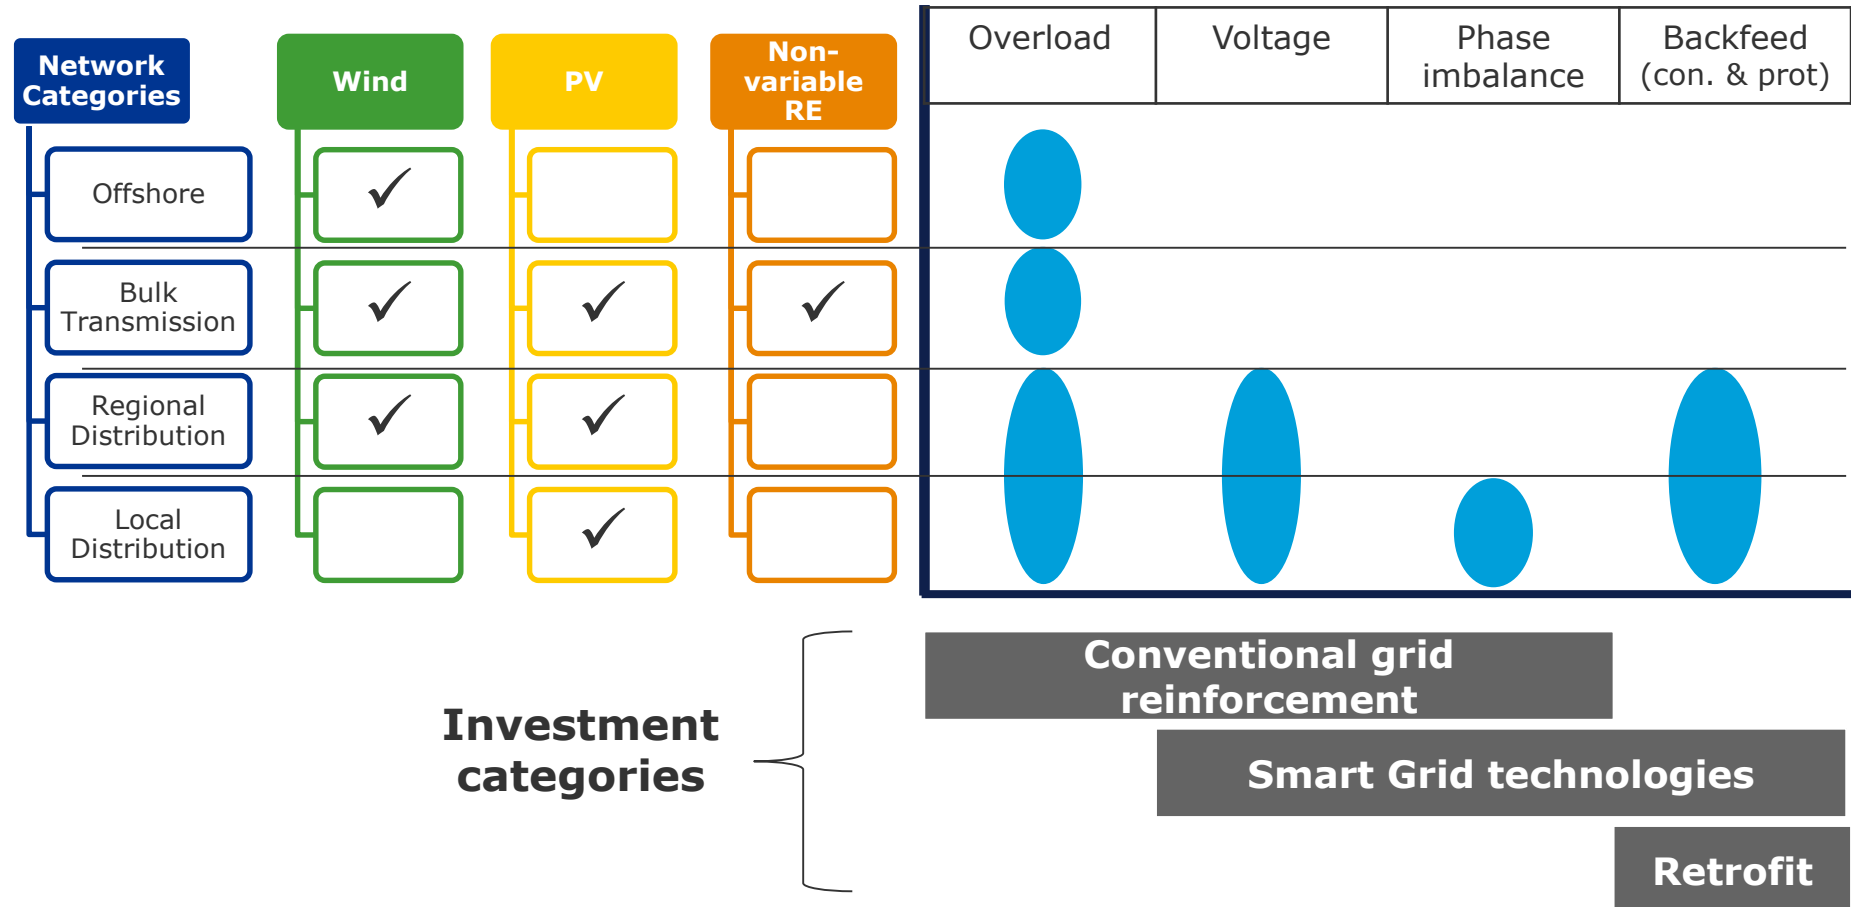 Network
Categories
Wind
PV
Non-
variable
RE
Overload
Voltage
Phase
imbalance
Backfeed
(con. & prot)
Offshore
✓
Bulk
Transmission
✓
✓
✓
Regional
Distribution
✓
✓
Local
Distribution
✓
Investment
categories
Conventional grid
reinforcement
Smart Grid technologies
Retrofit